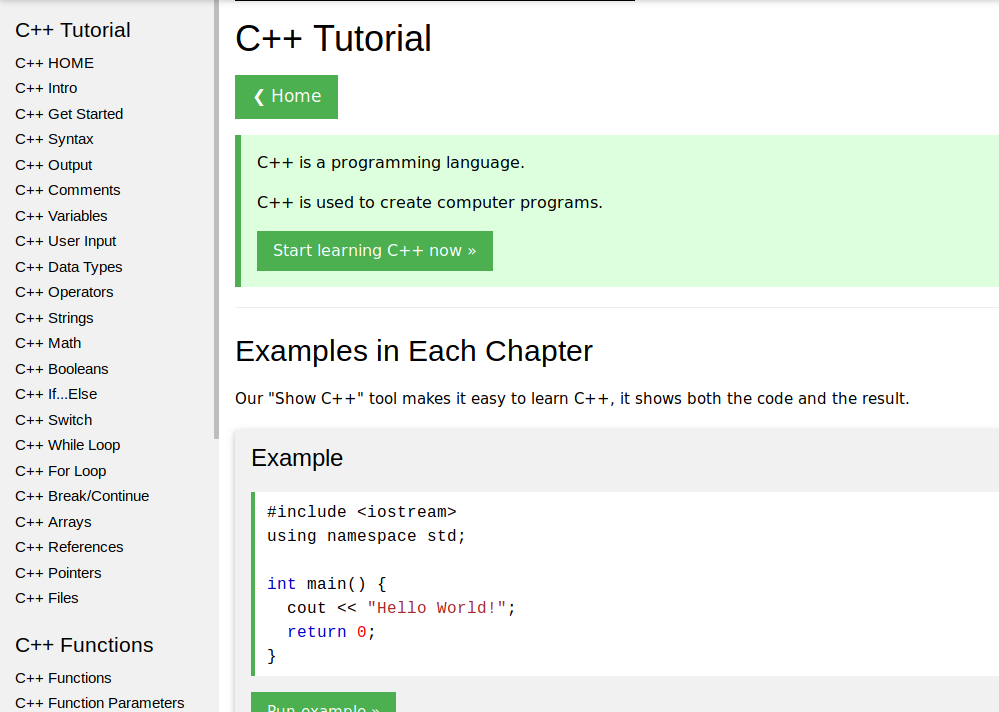 C++ Tutorial
C++ HOME
C++ Intro
C++ Get Started
C++ Syntax
C++ Output
C++ Comments
C++ Variables
C++ User Input
C++ Data Types
C++ Operators
C++ Strings
C++ Math
C++ Booleans
C++ If...Else
C++ Switch
C++ While Loop
C++ For Loop
C++ Break/Continue
C++ Arrays
C++ References
C++ Pointers
C++ Files
C++ Functions
C++ Functions
C++ Function Parameters
C++ Tutorial
❮ Home
C++ is a programming language.
C++ is used to create computer programs.
Start learning C++ now »
Examples in Each Chapter
Our "Show C++" tool makes it easy to learn C++, it shows both the code and the result.
Example
#include <iostream>
using namespace std;
int main() {
  cout << "Hello World!";
  return 0;
}
Run example »